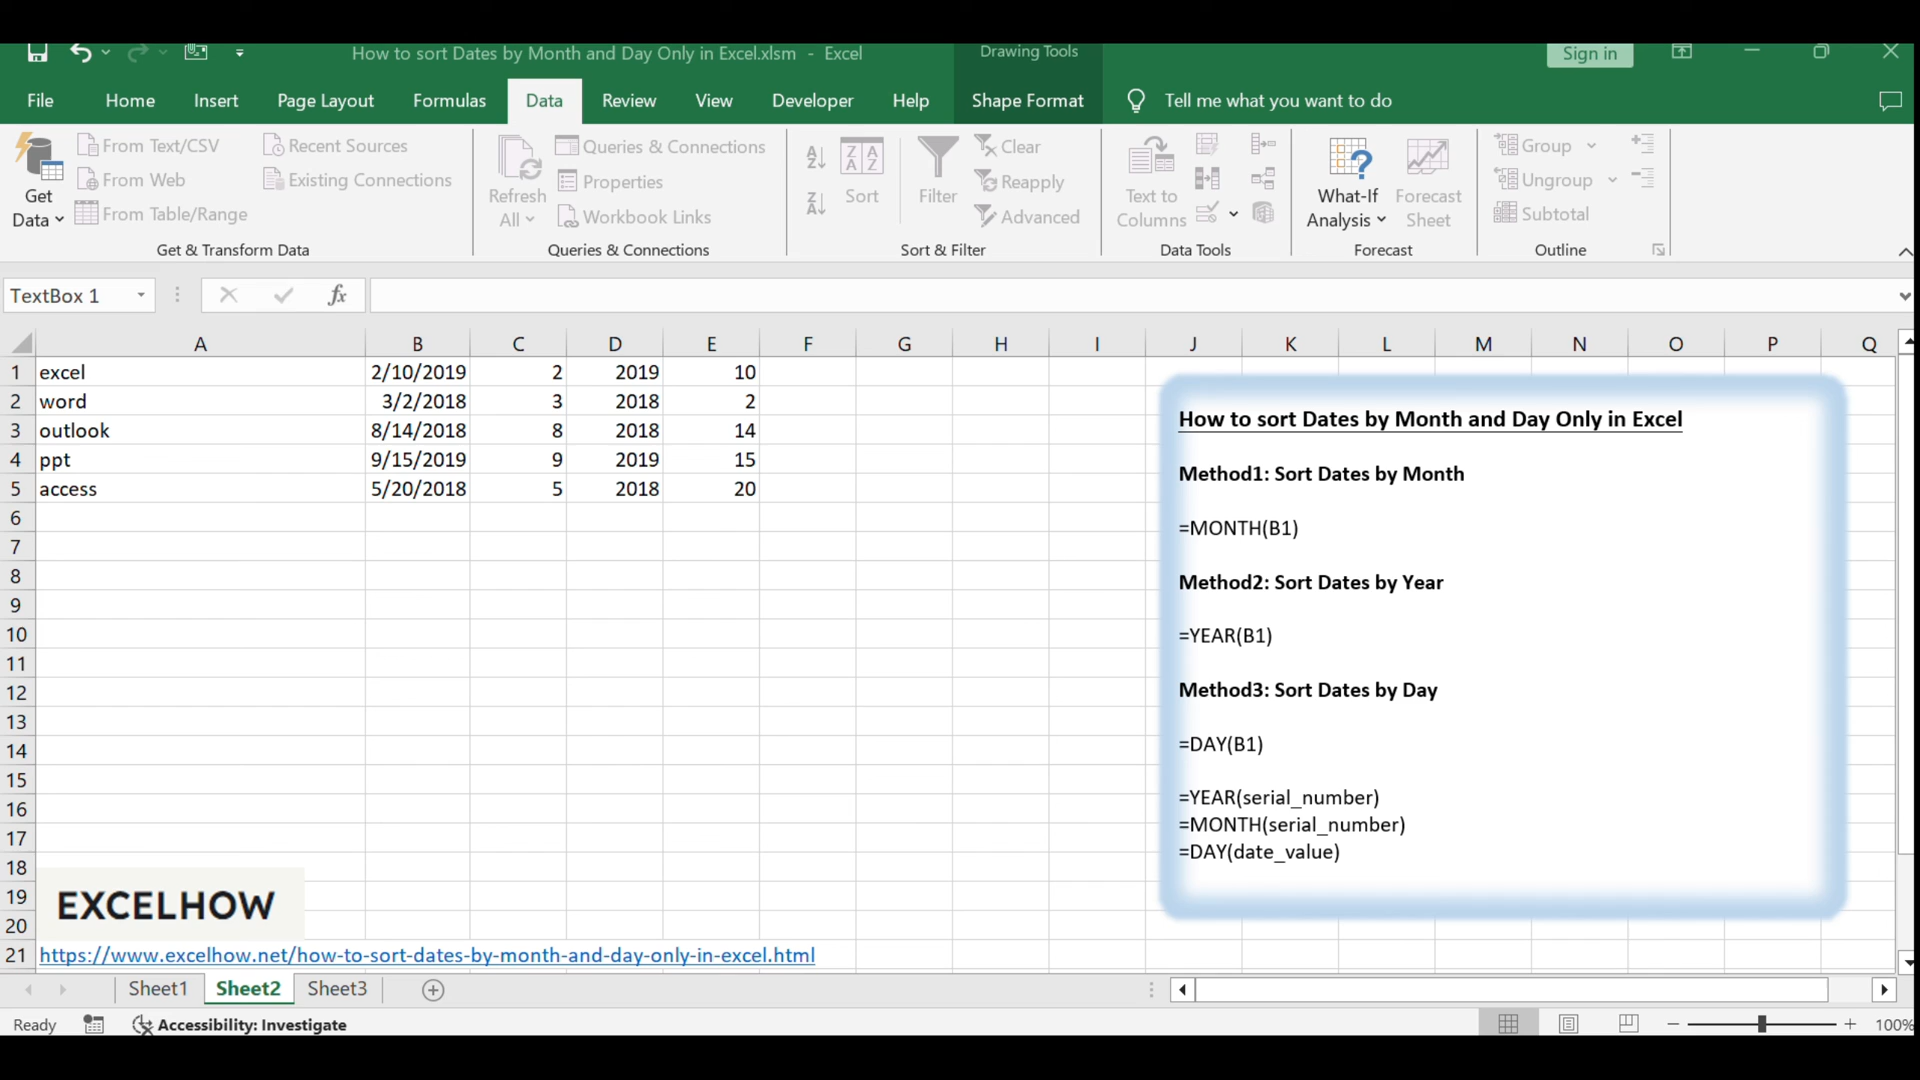 How to sort Dates by Month and Day Only in Excel.xlsm - Excel
Drawing Tools
Sign in
File Home Insert Page Layout Formulas Data Review View Developer Help Shape Format Tell me what you want to do
Get Data
From Text/CSV
From Web
From Table/Range
Recent Sources
Existing Connections
Get & Transform Data
Refresh All
Queries & Connections
Properties
Workbook Links
Queries & Connections
Sort
Filter
Clear
Reapply
Advanced
Sort & Filter
Text to Columns
Data Tools
What-If Analysis
Forecast Sheet
Forecast
Group
Ungroup
Subtotal
Outline
TextBox 1
fx
A B C D E F G H I J K L M N O P Q
1 excel 2/10/2019 2 2019 10
2 word 3/2/2018 3 2018 2
3 outlook 8/14/2018 8 2018 14
4 ppt 9/15/2019 9 2019 15
5 access 5/20/2018 5 2018 20
6
7
8
9
10
11
12
13
14
15
16
17
18
19
20
21 https://www.excelhow.net/how-to-sort-dates-by-month-and-day-only-in-excel.html
EXCELHOW
How to sort Dates by Month and Day Only in Excel
Method1: Sort Dates by Month
=MONTH(B1)
Method2: Sort Dates by Year
=YEAR(B1)
Method3: Sort Dates by Day
=DAY(B1)
=YEAR(serial_number)
=MONTH(serial_number)
=DAY(date_value)
Sheet1 Sheet2 Sheet3
Ready
Accessibility: Investigate
100%